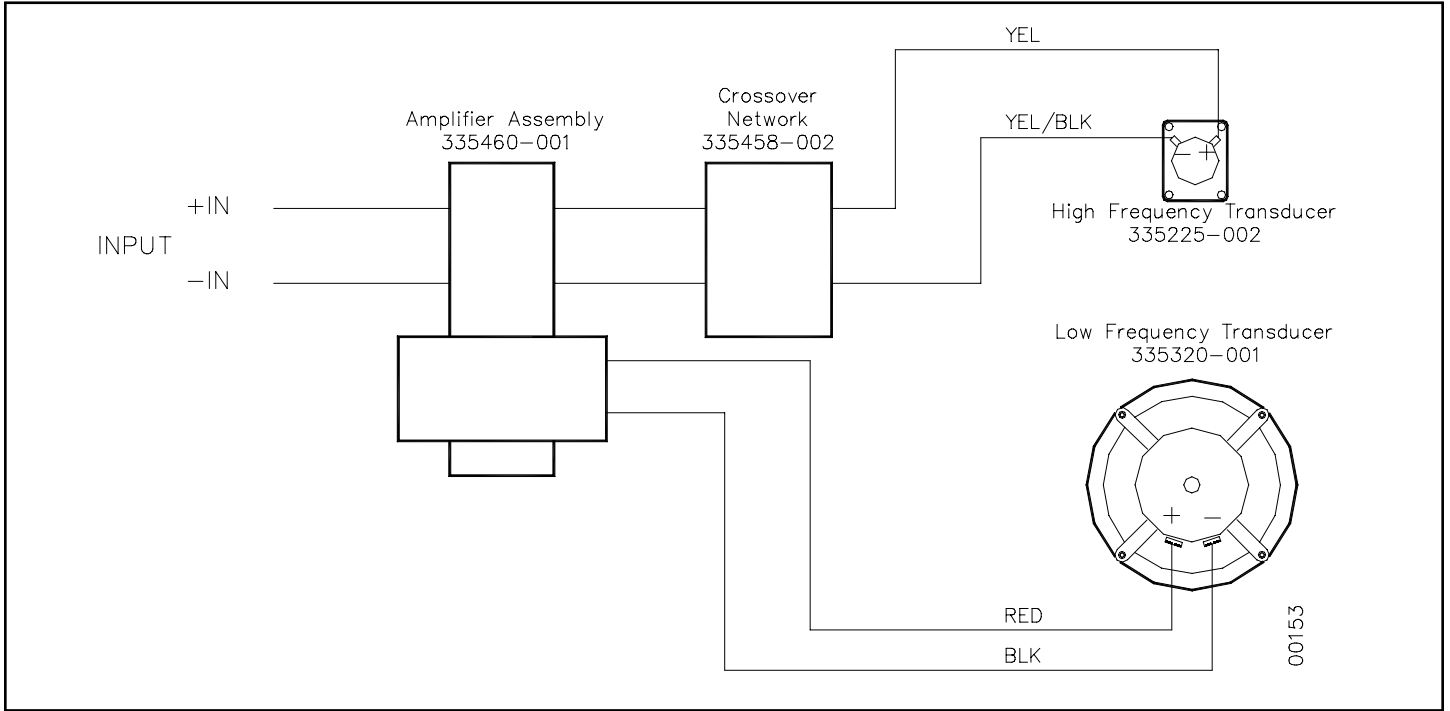 YEL
Crossover
Network
335458-002
Amplifier Assembly
335460-001
YEL/BLK
- +
+IN
INPUT
-IN
High Frequency Transducer
335225-002
Low Frequency Transducer
335320-001
+ -
RED
BLK
00153